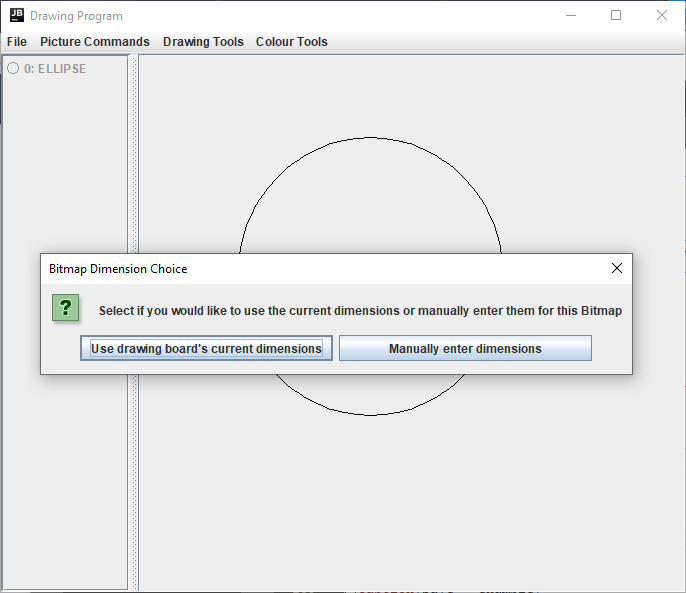 JB
Drawing Program
File Picture Commands Drawing Tools Colour Tools
0: ELLIPSE
Bitmap Dimension Choice
?
Select if you would like to use the current dimensions or manually enter them for this Bitmap
Use drawing board's current dimensions Manually enter dimensions